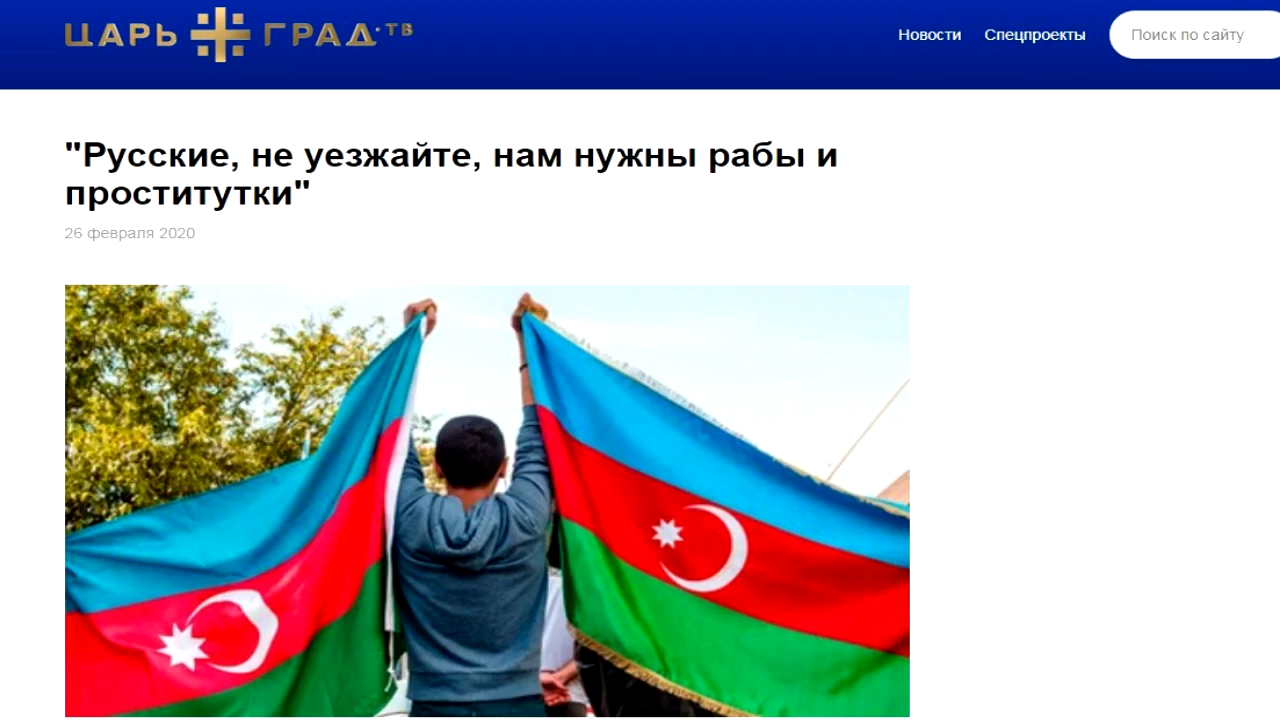 ЦАРЬ ГРАД·ТВ
Новости Спецпроекты Поиск по сайту
"Русские, не уезжайте, нам нужны рабы и
проститутки"
26 февраля 2020